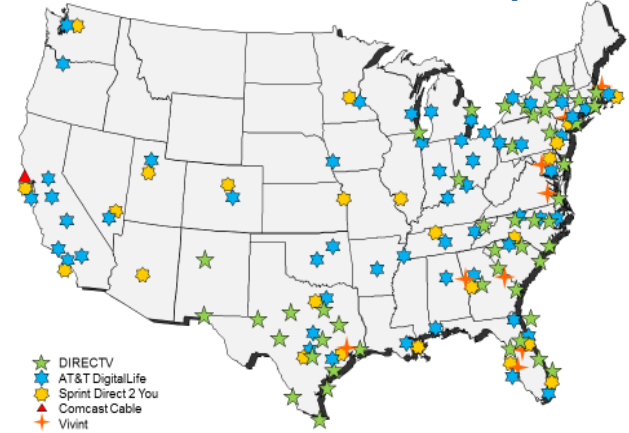 DIRECTV
AT&T DigitalLife
Sprint Direct 2 You
Comcast Cable
Vivint